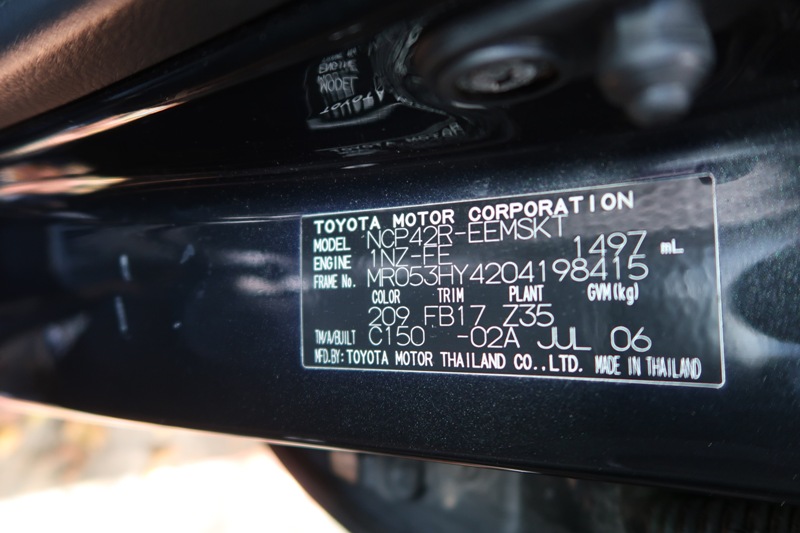 TOYOTA MOTOR CORPORATION
MODEL NCP42R-EEMSKT
ENGINE 1NZ-FE 1497 mL
FRAME No. MR053HY4204198415
COLOR TRIM PLANT GVM(kg)
209 FB17 Z35
TM/A/BUILT C150 -02A JUL 06
MFD.BY: TOYOTA MOTOR THAILAND CO.,LTD. MADE IN THAILAND